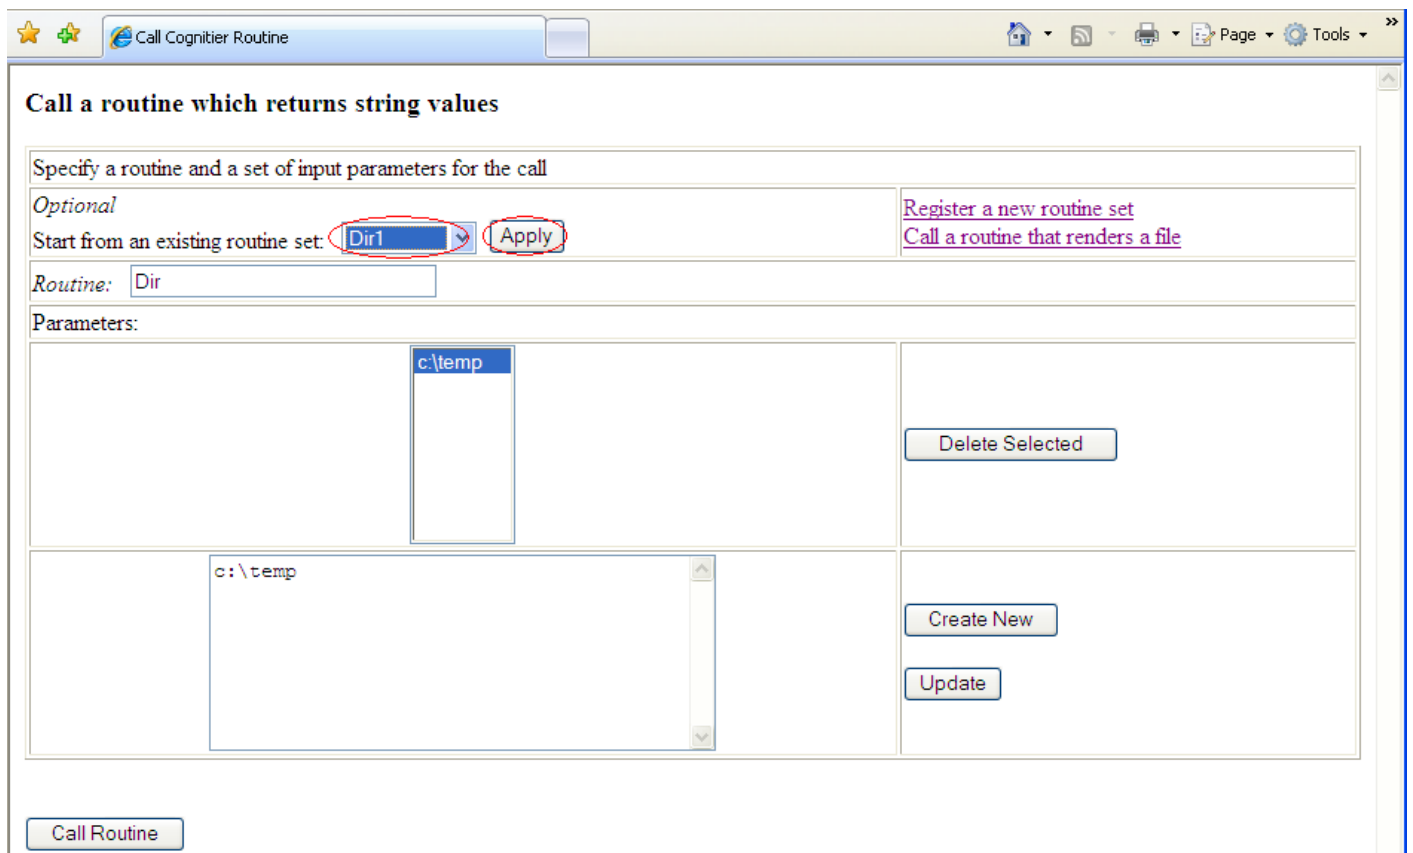 Call Cognitier Routine
Page
Tools
»
Call a routine which returns string values
Specify a routine and a set of input parameters for the call
Optional
Start from an existing routine set: Dir1 Apply
Register a new routine set
Call a routine that renders a file
Routine: Dir
Parameters:
c:\temp
Delete Selected
c:\temp
Create New
Update
Call Routine